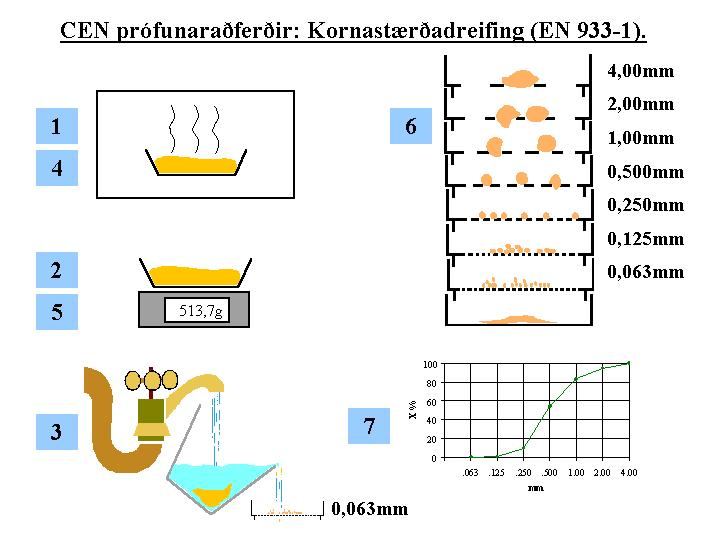 CEN prófunaraðferðir: Kornastærðadreifing (EN 933-1).
1
4
6
4,00mm
2,00mm
1,00mm
0,500mm
0,250mm
0,125mm
0,063mm
2
5
513,7g
3
0,063mm
7
X %
100
80
60
40
20
0
.063 .125 .250 .500 1.00 2.00 4.00
mm